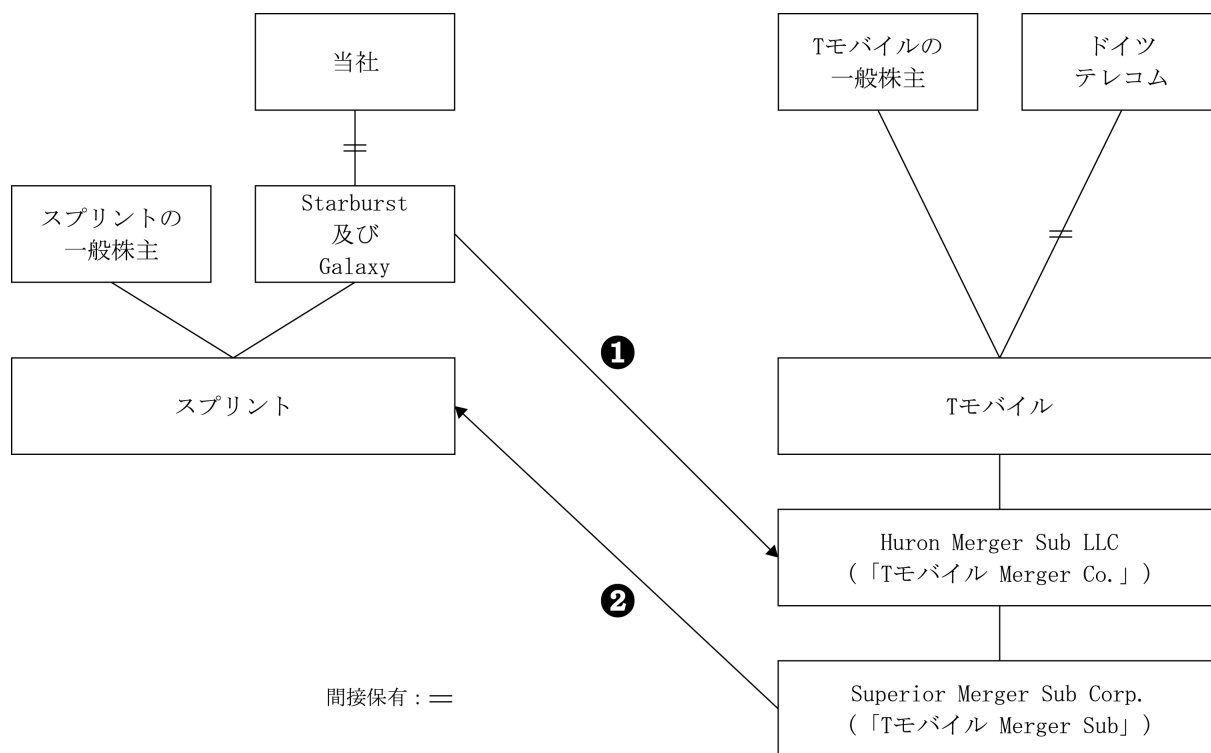 当社
Tモバイルの
一般株主
ドイツ
テレコム
スプリントの
一般株主
Starburst
及び
Galaxy
❶
スプリント
Tモバイル
❷
Huron Merger Sub LLC
(「Tモバイル Merger Co.」)
間接保有：＝
Superior Merger Sub Corp.
(「Tモバイル Merger Sub」)